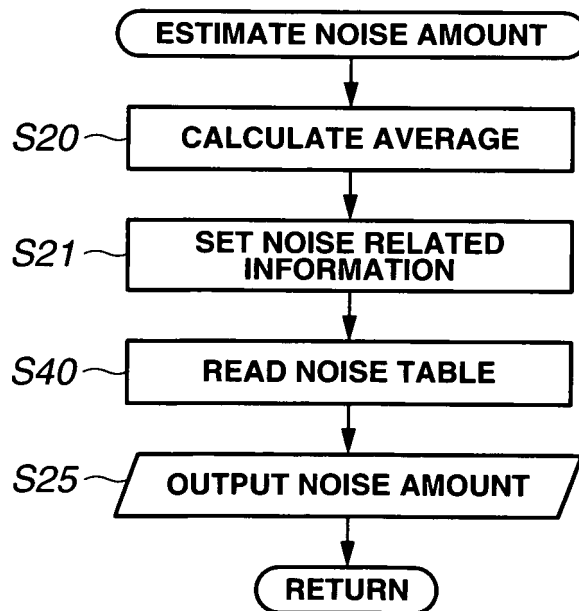 ESTIMATE NOISE AMOUNT
S20
CALCULATE AVERAGE
S21
SET NOISE RELATED
INFORMATION
S40
READ NOISE TABLE
S25
OUTPUT NOISE AMOUNT
RETURN